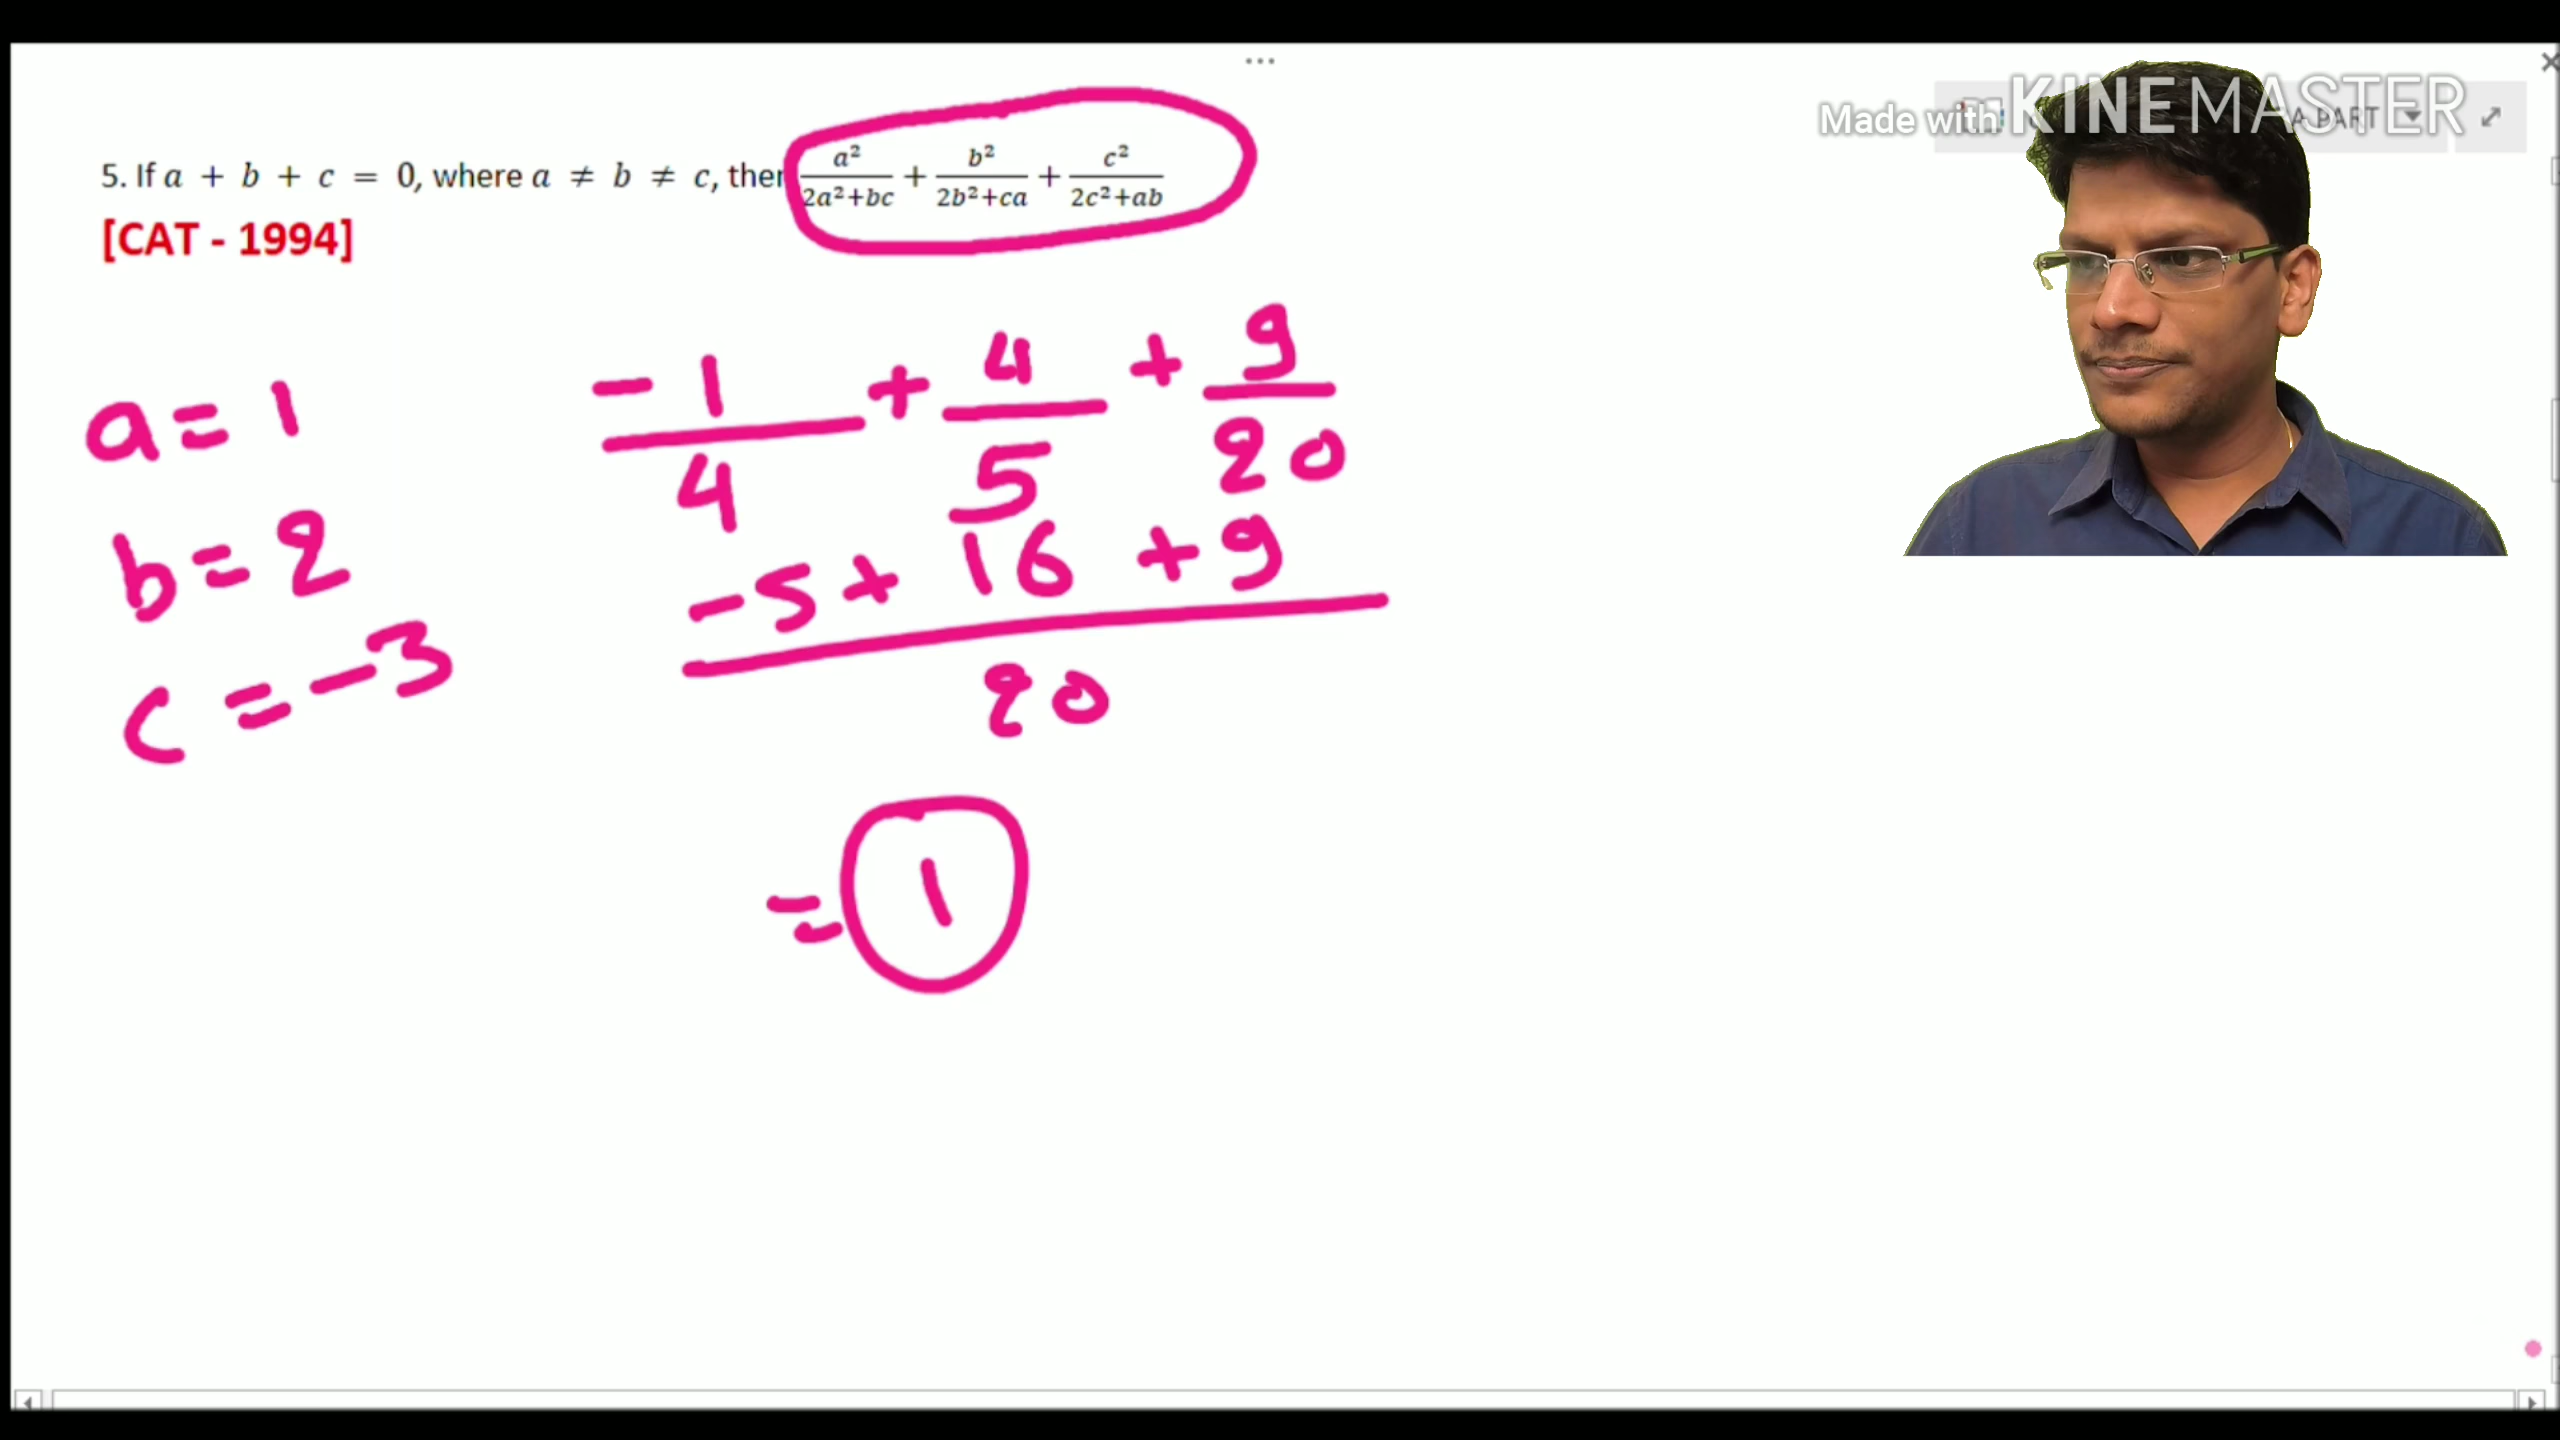 Made with KINEMASTER
A PART
5. If a + b + c = 0, where a ≠ b ≠ c, then a²/2a²+bc + b²/2b²+ca + c²/2c²+ab
[CAT - 1994]
a = 1
b = 2
c = -3
-1/4 + 4/5 + 9/20
-5 + 16 + 9
20
= 1